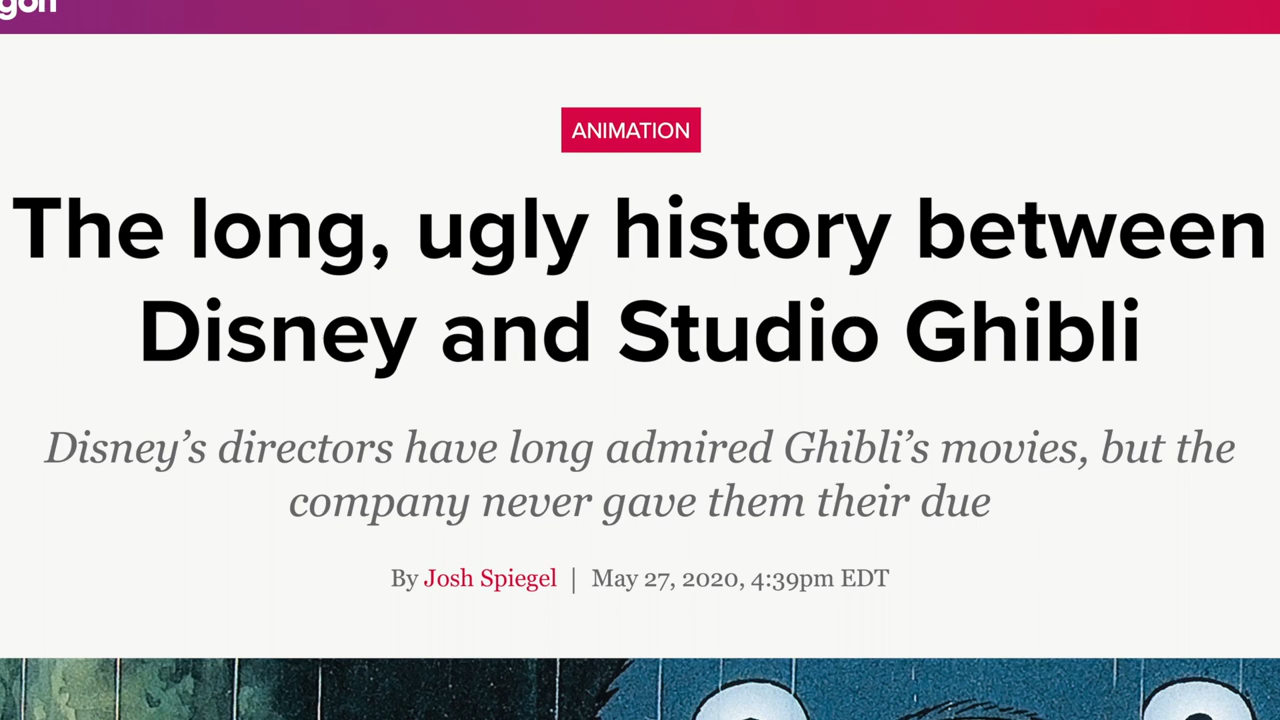 gon
ANIMATION
The long, ugly history between
Disney and Studio Ghibli
Disney’s directors have long admired Ghibli’s movies, but the
company never gave them their due
By Josh Spiegel | May 27, 2020, 4:39pm EDT